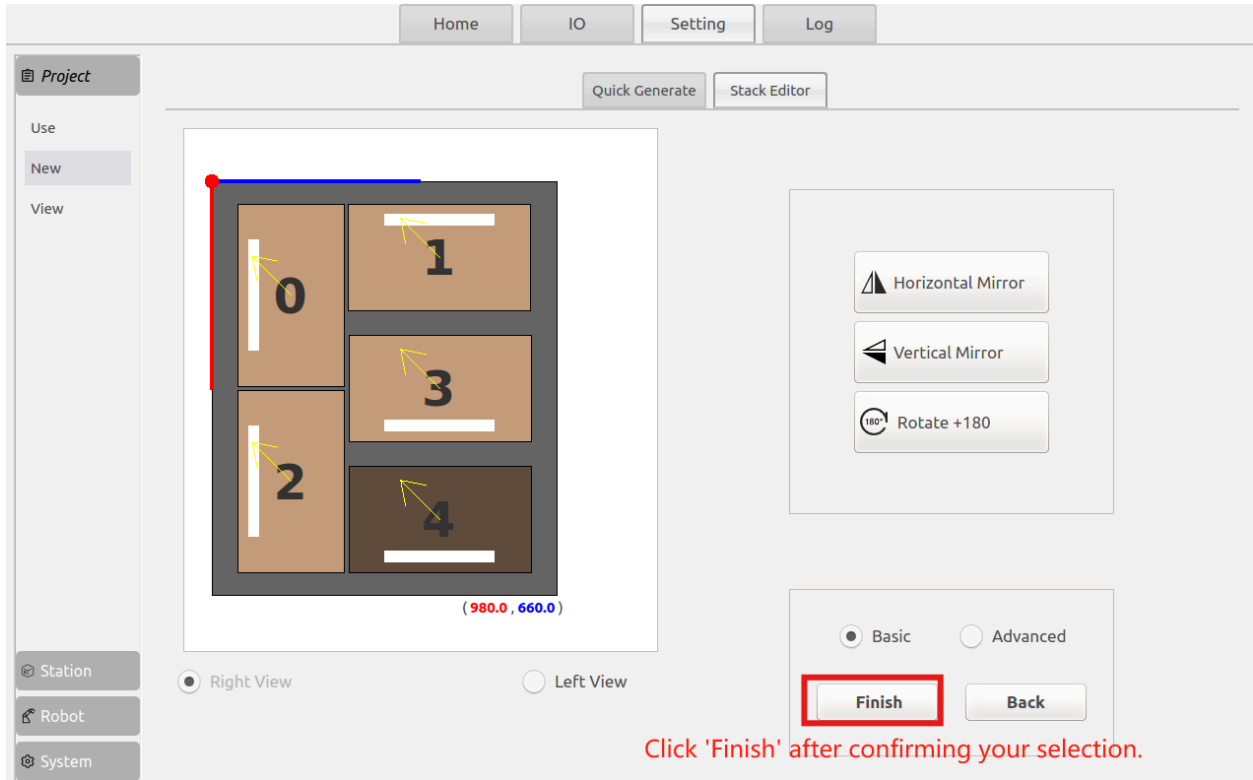 Home IO Setting Log
Project
Quick Generate Stack Editor
Use
New
View
0
1
2
3
4
(980.0, 660.0)
Right View
Left View
Horizontal Mirror
Vertical Mirror
180° Rotate +180
Basic Advanced
Finish Back
Click 'Finish' after confirming your selection.
Station
Robot
System